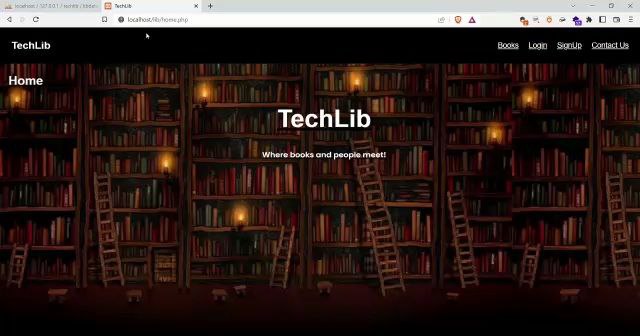 localhost / 127.0.0.1 / techlib / libdat
TechLib
localhost/lib/home.php
TechLib
Books
Login
SignUp
Contact Us
Home
TechLib
Where books and people meet!